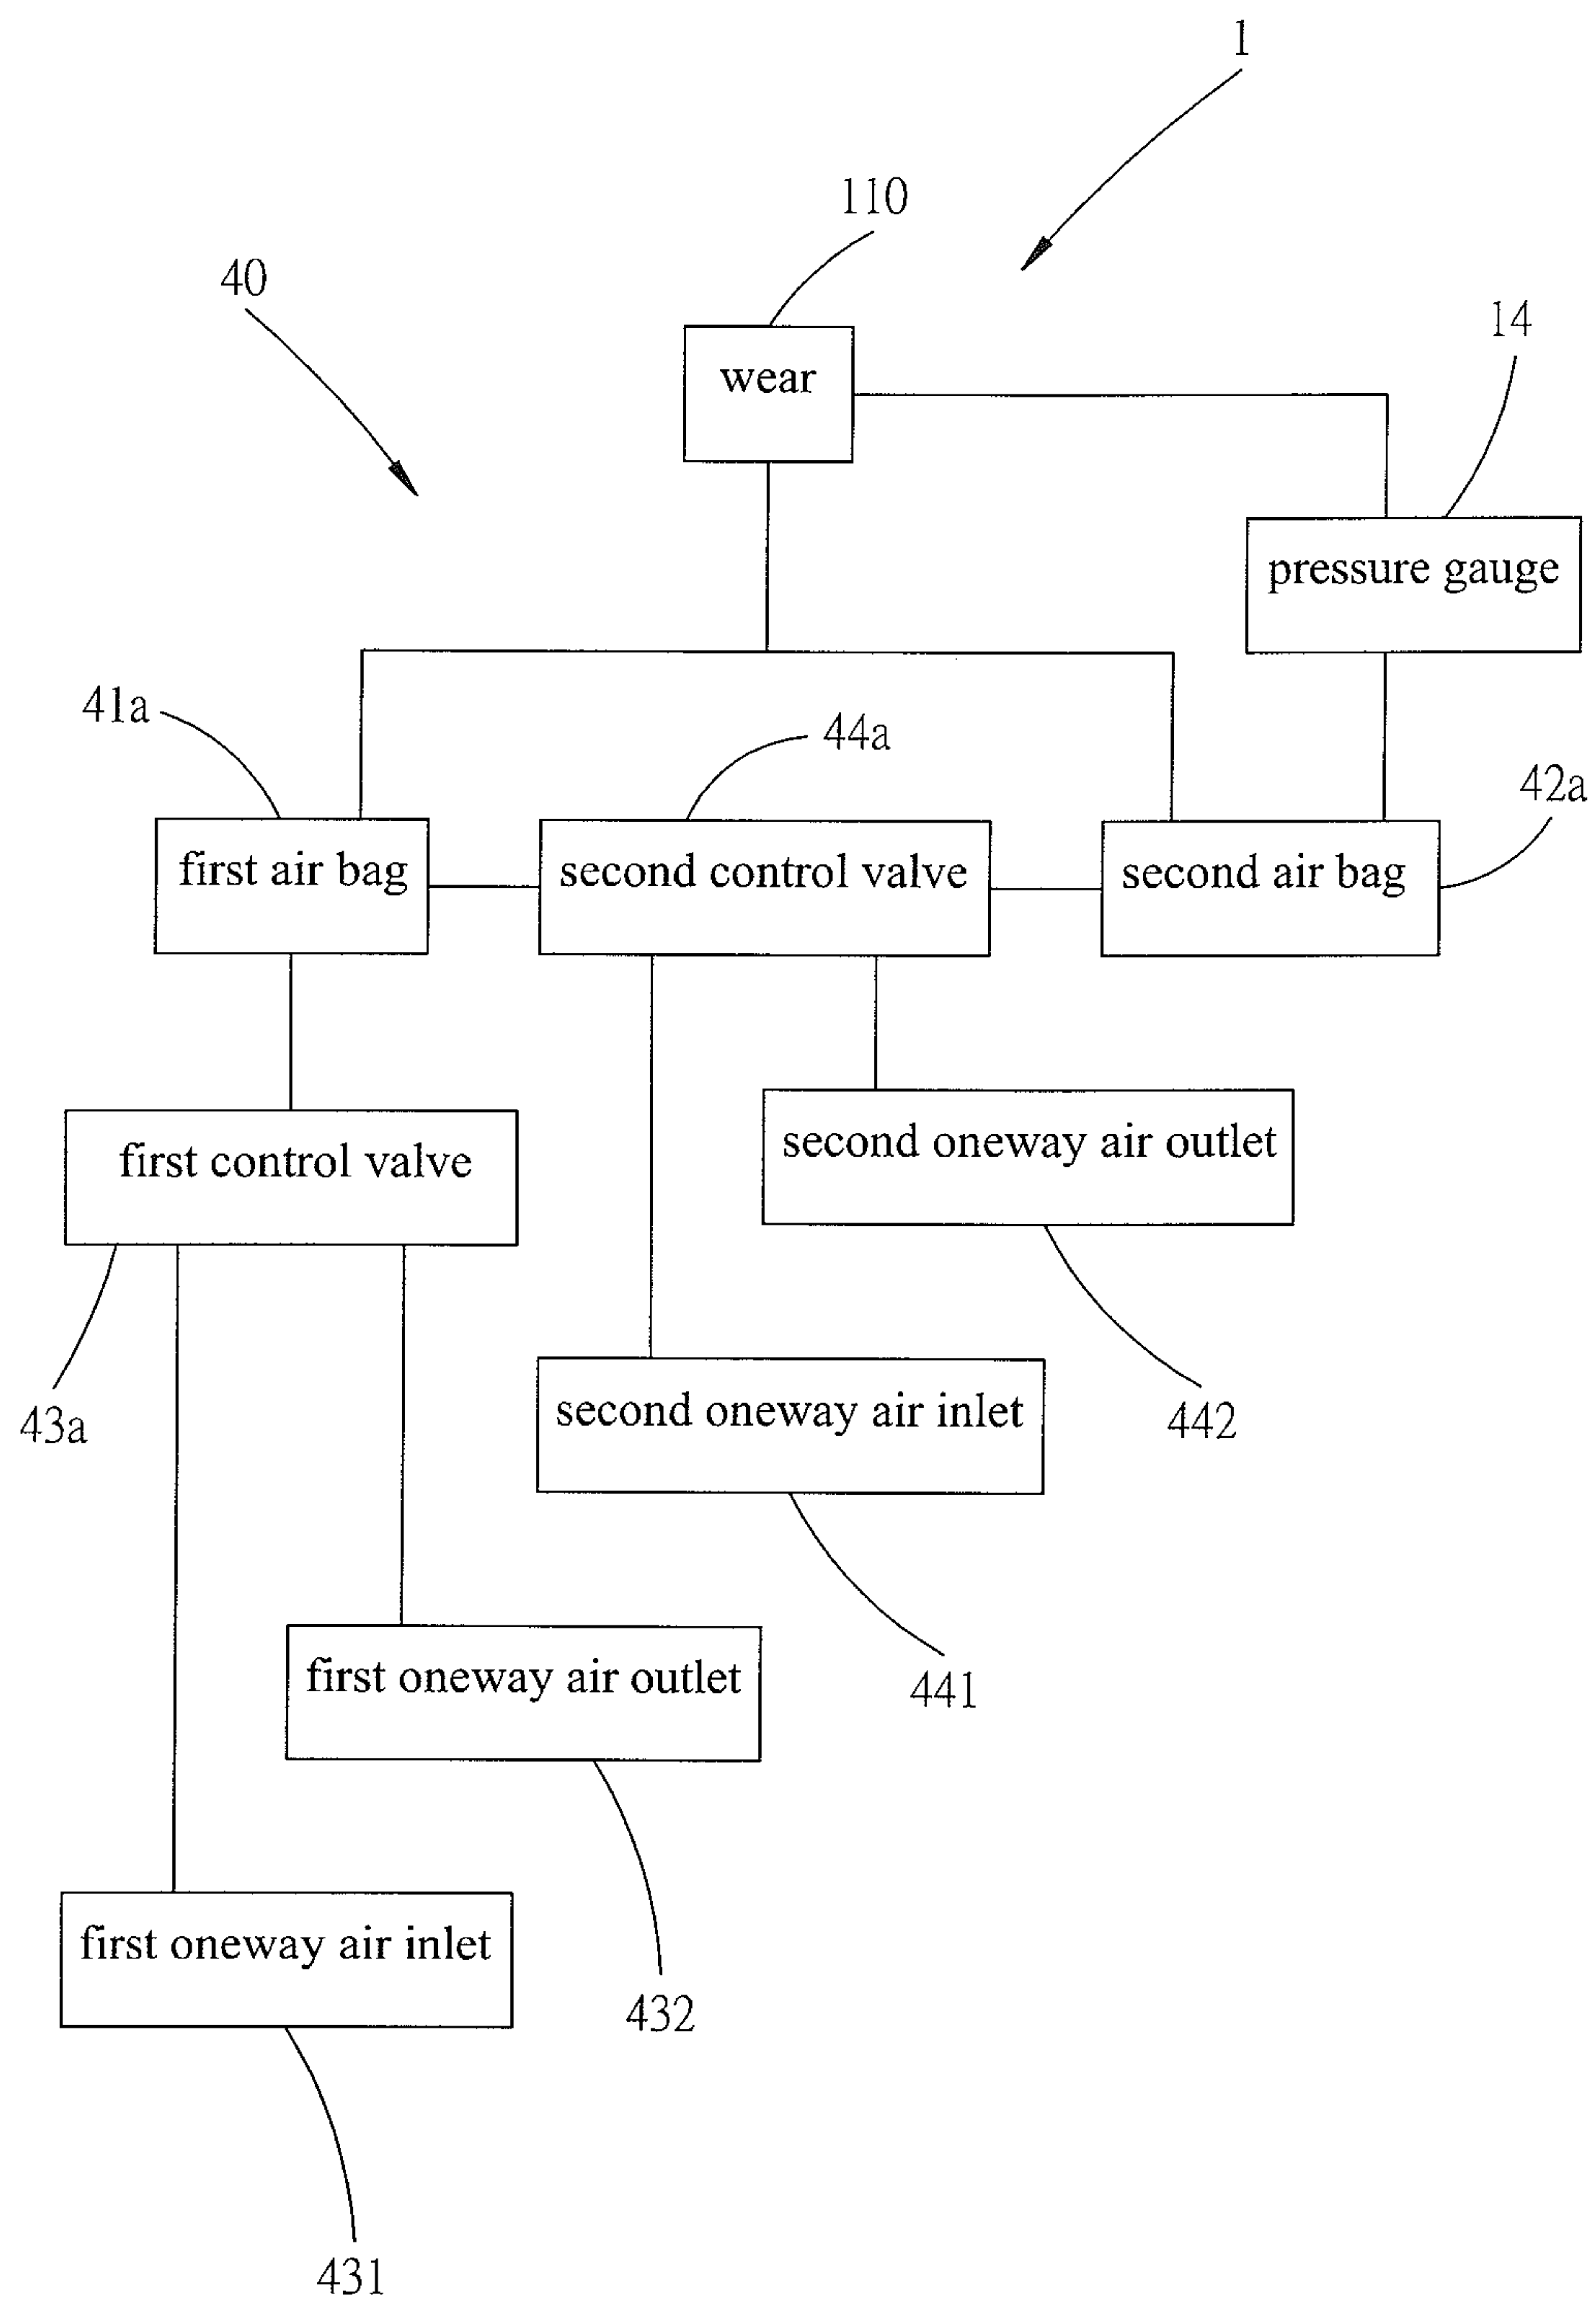 1
110
40
14
wear
pressure gauge
41a
44a
42a
first air bag
second control valve
second air bag
second oneway air outlet
first control valve
43a
second oneway air inlet
442
first oneway air outlet
441
first oneway air inlet
432
431